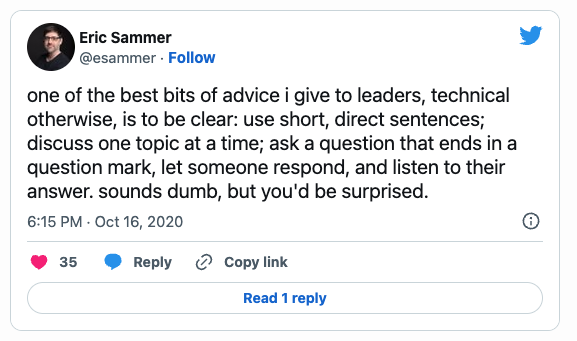 Eric Sammer
@esammer · Follow
one of the best bits of advice i give to leaders, technical
otherwise, is to be clear: use short, direct sentences;
discuss one topic at a time; ask a question that ends in a
question mark, let someone respond, and listen to their
answer. sounds dumb, but you'd be surprised.
6:15 PM · Oct 16, 2020
35 Reply Copy link
Read 1 reply